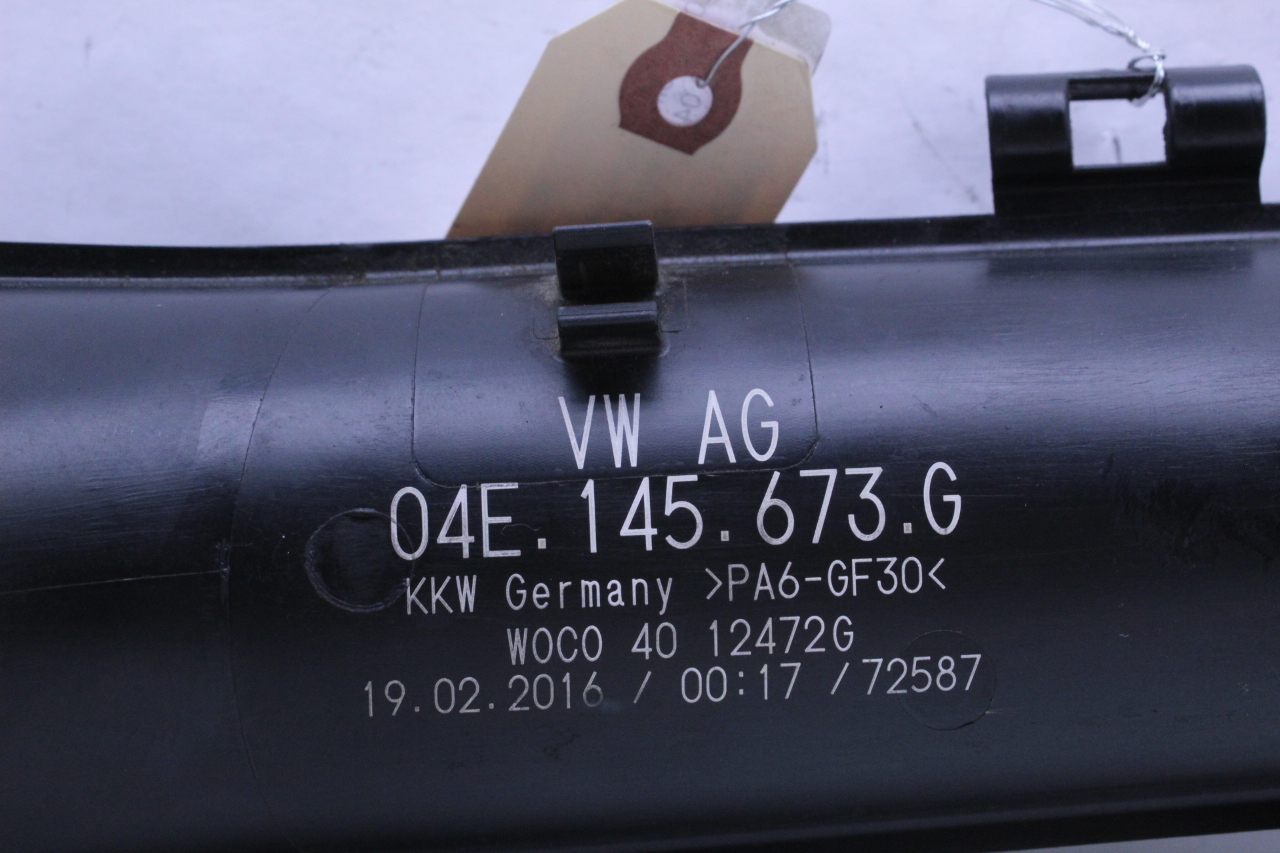 VW AG
04E.145.673.G
KKW Germany >PA6-GF30<
WOCO 40 12472G
19.02.2016 / 00:17 /72587